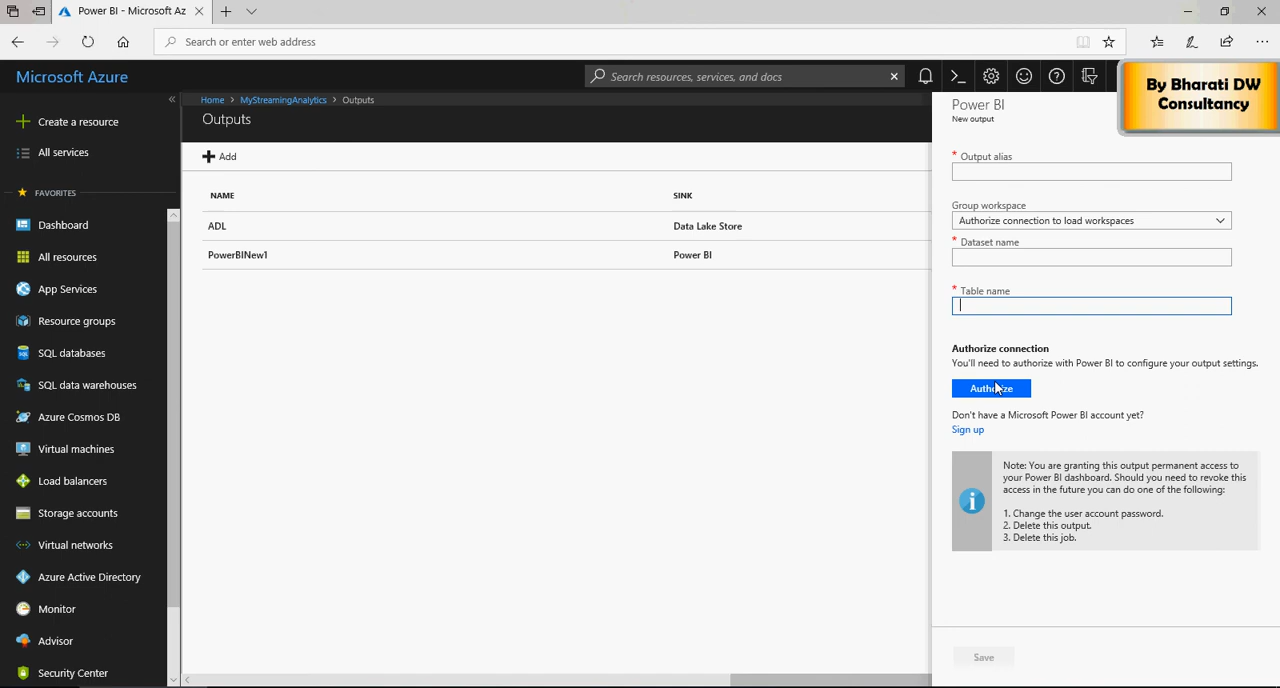 Power BI - Microsoft Az
Search or enter web address
Microsoft Azure
Search resources, services, and docs
By Bharati DW
Consultancy
Home > MyStreamingAnalytics > Outputs
Outputs
Create a resource
All services
FAVORITES
Dashboard
All resources
App Services
Resource groups
SQL databases
SQL data warehouses
Azure Cosmos DB
Virtual machines
Load balancers
Storage accounts
Virtual networks
Azure Active Directory
Monitor
Advisor
Security Center
Add
NAME SINK
ADL Data Lake Store
PowerBINew1 Power BI
Power BI
New output
* Output alias
Group workspace
Authorize connection to load workspaces
* Dataset name
* Table name
Authorize connection
You'll need to authorize with Power BI to configure your output settings.
Authorize
Don't have a Microsoft Power BI account yet?
Sign up
Note: You are granting this output permanent access to
your Power BI dashboard. Should you need to revoke this
access in the future you can do one of the following:
1. Change the user account password.
2. Delete this output.
3. Delete this job.
Save